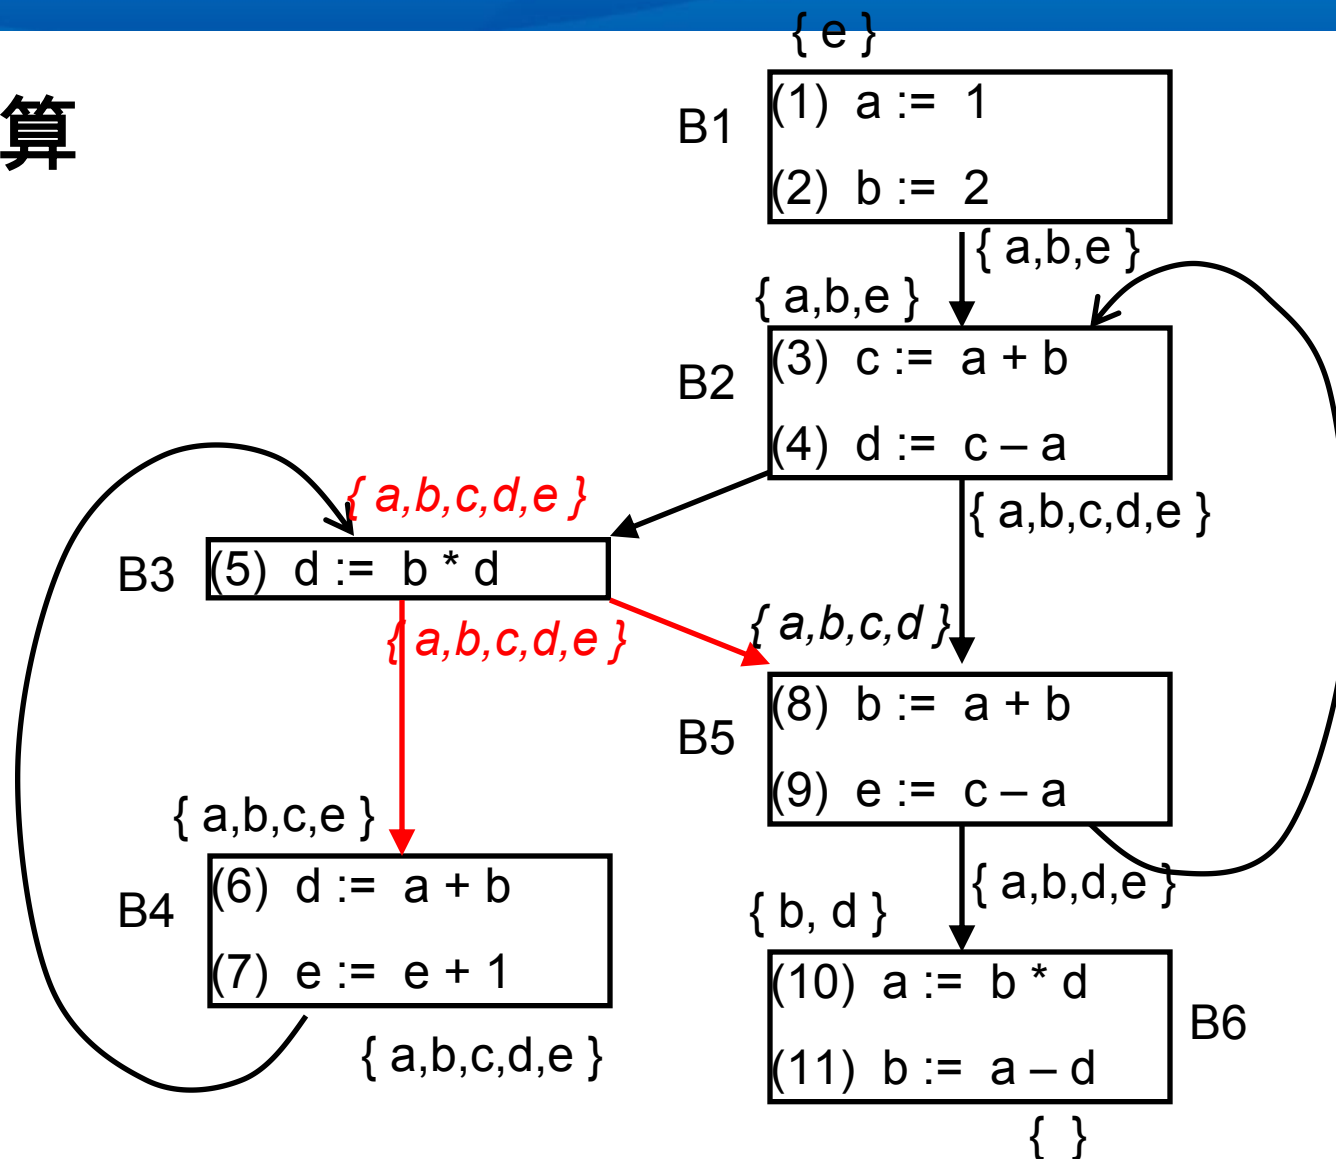 { e }
算
B1
(1) a := 1
(2) b := 2
{ a,b,e }
{ a,b,e }
B2
(3) c := a + b
(4) d := c – a
{ a,b,c,d,e }
{ a,b,c,d,e }
B3
(5) d := b * d
{ a,b,c,d,e }
{ a,b,c,d }
B5
(8) b := a + b
(9) e := c – a
{ a,b,c,e }
B4
(6) d := a + b
(7) e := e + 1
{ a,b,c,d,e }
{ a,b,d,e }
{ b, d }
(10) a := b * d
(11) b := a – d
B6
{ }